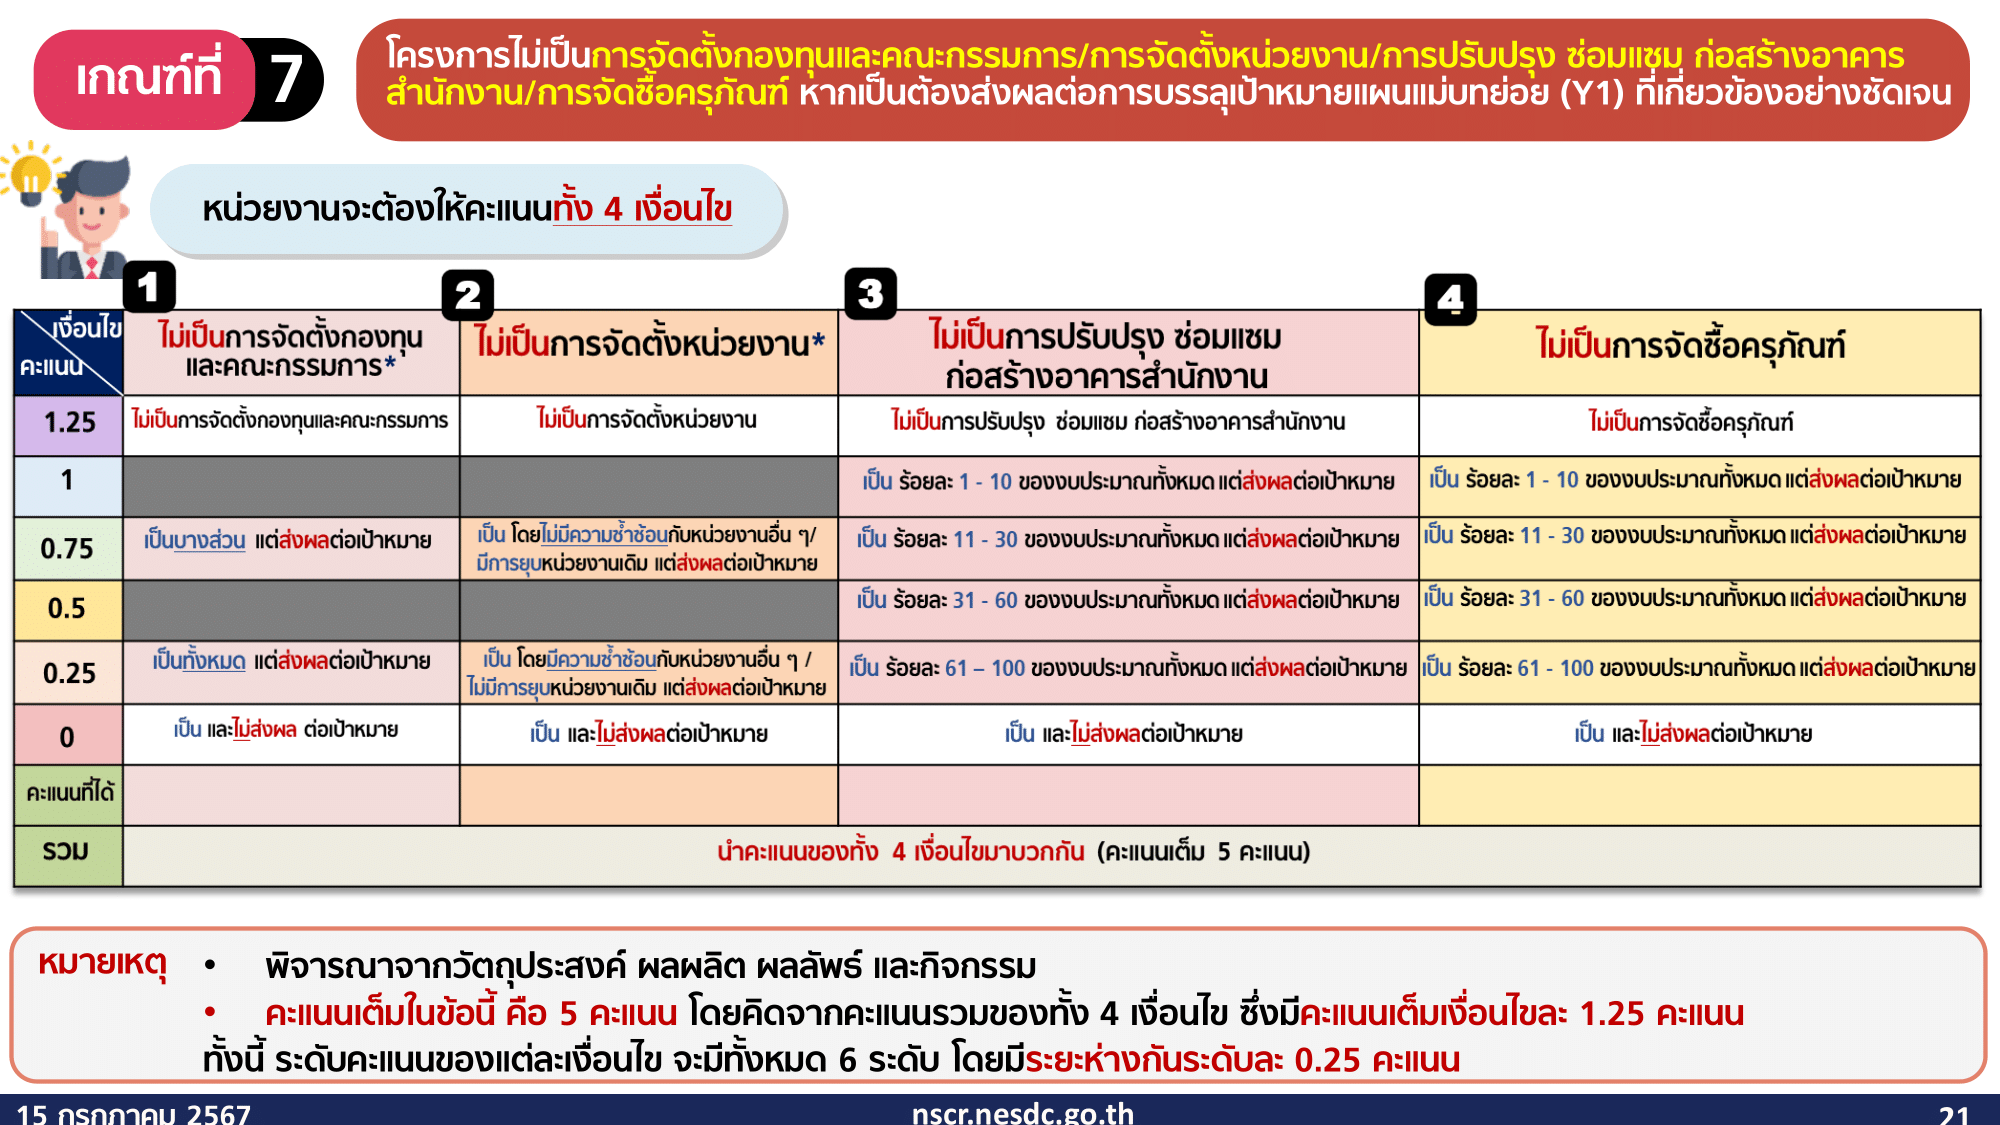 เกณฑ์ที่ 7
โครงการไม่เป็นการจัดตั้งกองทุนและคณะกรรมการ/การจัดตั้งหน่วยงาน/การปรับปรุง ซ่อมแซม ก่อสร้างอาคาร
สำนักงาน/การจัดซื้อครุภัณฑ์ หากเป็นต้องส่งผลต่อการบรรลุเป้าหมายแผนแม่บทย่อย (Y1) ที่เกี่ยวข้องอย่างชัดเจน
หน่วยงานจะต้องให้คะแนนทั้ง 4 เงื่อนไข
1
2
3
4
เงื่อนไข
คะแนน
ไม่เป็นการจัดตั้งกองทุน
และคณะกรรมการ*
ไม่เป็นการจัดตั้งหน่วยงาน*
ไม่เป็นการปรับปรุง ซ่อมแซม
ก่อสร้างอาคารสำนักงาน
ไม่เป็นการจัดซื้อครุภัณฑ์
1.25
ไม่เป็นการจัดตั้งกองทุนและคณะกรรมการ
ไม่เป็นการจัดตั้งหน่วยงาน
ไม่เป็นการปรับปรุง ซ่อมแซม ก่อสร้างอาคารสำนักงาน
ไม่เป็นการจัดซื้อครุภัณฑ์
1
เป็น ร้อยละ 1 - 10 ของงบประมาณทั้งหมด แต่ส่งผลต่อเป้าหมาย
เป็น ร้อยละ 1 - 10 ของงบประมาณทั้งหมด แต่ส่งผลต่อเป้าหมาย
0.75
เป็นบางส่วน แต่ส่งผลต่อเป้าหมาย
เป็น โดยไม่มีความซ้ำซ้อนกับหน่วยงานอื่น ๆ/
มีการยุบหน่วยงานเดิม แต่ส่งผลต่อเป้าหมาย
เป็น ร้อยละ 11 - 30 ของงบประมาณทั้งหมด แต่ส่งผลต่อเป้าหมาย
เป็น ร้อยละ 11 - 30 ของงบประมาณทั้งหมด แต่ส่งผลต่อเป้าหมาย
0.5
เป็น ร้อยละ 31 - 60 ของงบประมาณทั้งหมด แต่ส่งผลต่อเป้าหมาย
เป็น ร้อยละ 31 - 60 ของงบประมาณทั้งหมด แต่ส่งผลต่อเป้าหมาย
0.25
เป็นทั้งหมด แต่ส่งผลต่อเป้าหมาย
เป็น โดยมีความซ้ำซ้อนกับหน่วยงานอื่น ๆ /
ไม่มีการยุบหน่วยงานเดิม แต่ส่งผลต่อเป้าหมาย
เป็น ร้อยละ 61 – 100 ของงบประมาณทั้งหมด แต่ส่งผลต่อเป้าหมาย
เป็น ร้อยละ 61 - 100 ของงบประมาณทั้งหมด แต่ส่งผลต่อเป้าหมาย
0
เป็น และไม่ส่งผล ต่อเป้าหมาย
เป็น และไม่ส่งผลต่อเป้าหมาย
เป็น และไม่ส่งผลต่อเป้าหมาย
เป็น และไม่ส่งผลต่อเป้าหมาย
คะแนนที่ได้
รวม
นำคะแนนของทั้ง 4 เงื่อนไขมาบวกกัน (คะแนนเต็ม 5 คะแนน)
หมายเหตุ • พิจารณาจากวัตถุประสงค์ ผลผลิต ผลลัพธ์ และกิจกรรม
• คะแนนเต็มในข้อนี้ คือ 5 คะแนน โดยคิดจากคะแนนรวมของทั้ง 4 เงื่อนไข ซึ่งมีคะแนนเต็มเงื่อนไขละ 1.25 คะแนน
ทั้งนี้ ระดับคะแนนของแต่ละเงื่อนไข จะมีทั้งหมด 6 ระดับ โดยมีระยะห่างกันระดับละ 0.25 คะแนน
15 กรกฎาคม 2567
nscr.nesdc.go.th
21